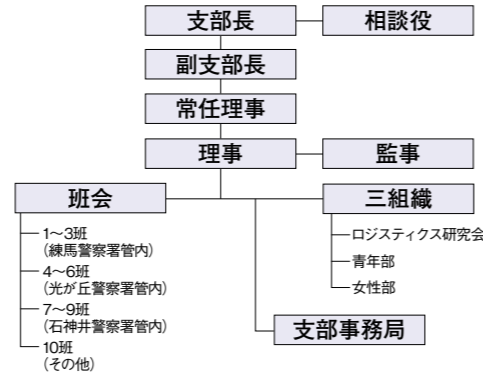 支部長
相談役
副支部長
常任理事
理事
監事
班会
三組織
1〜3班
(練馬警察署管内)
4〜6班
(光が丘警察署管内)
7〜9班
(石神井警察署管内)
10班
(その他)
ロジスティクス研究会
青年部
女性部
支部事務局